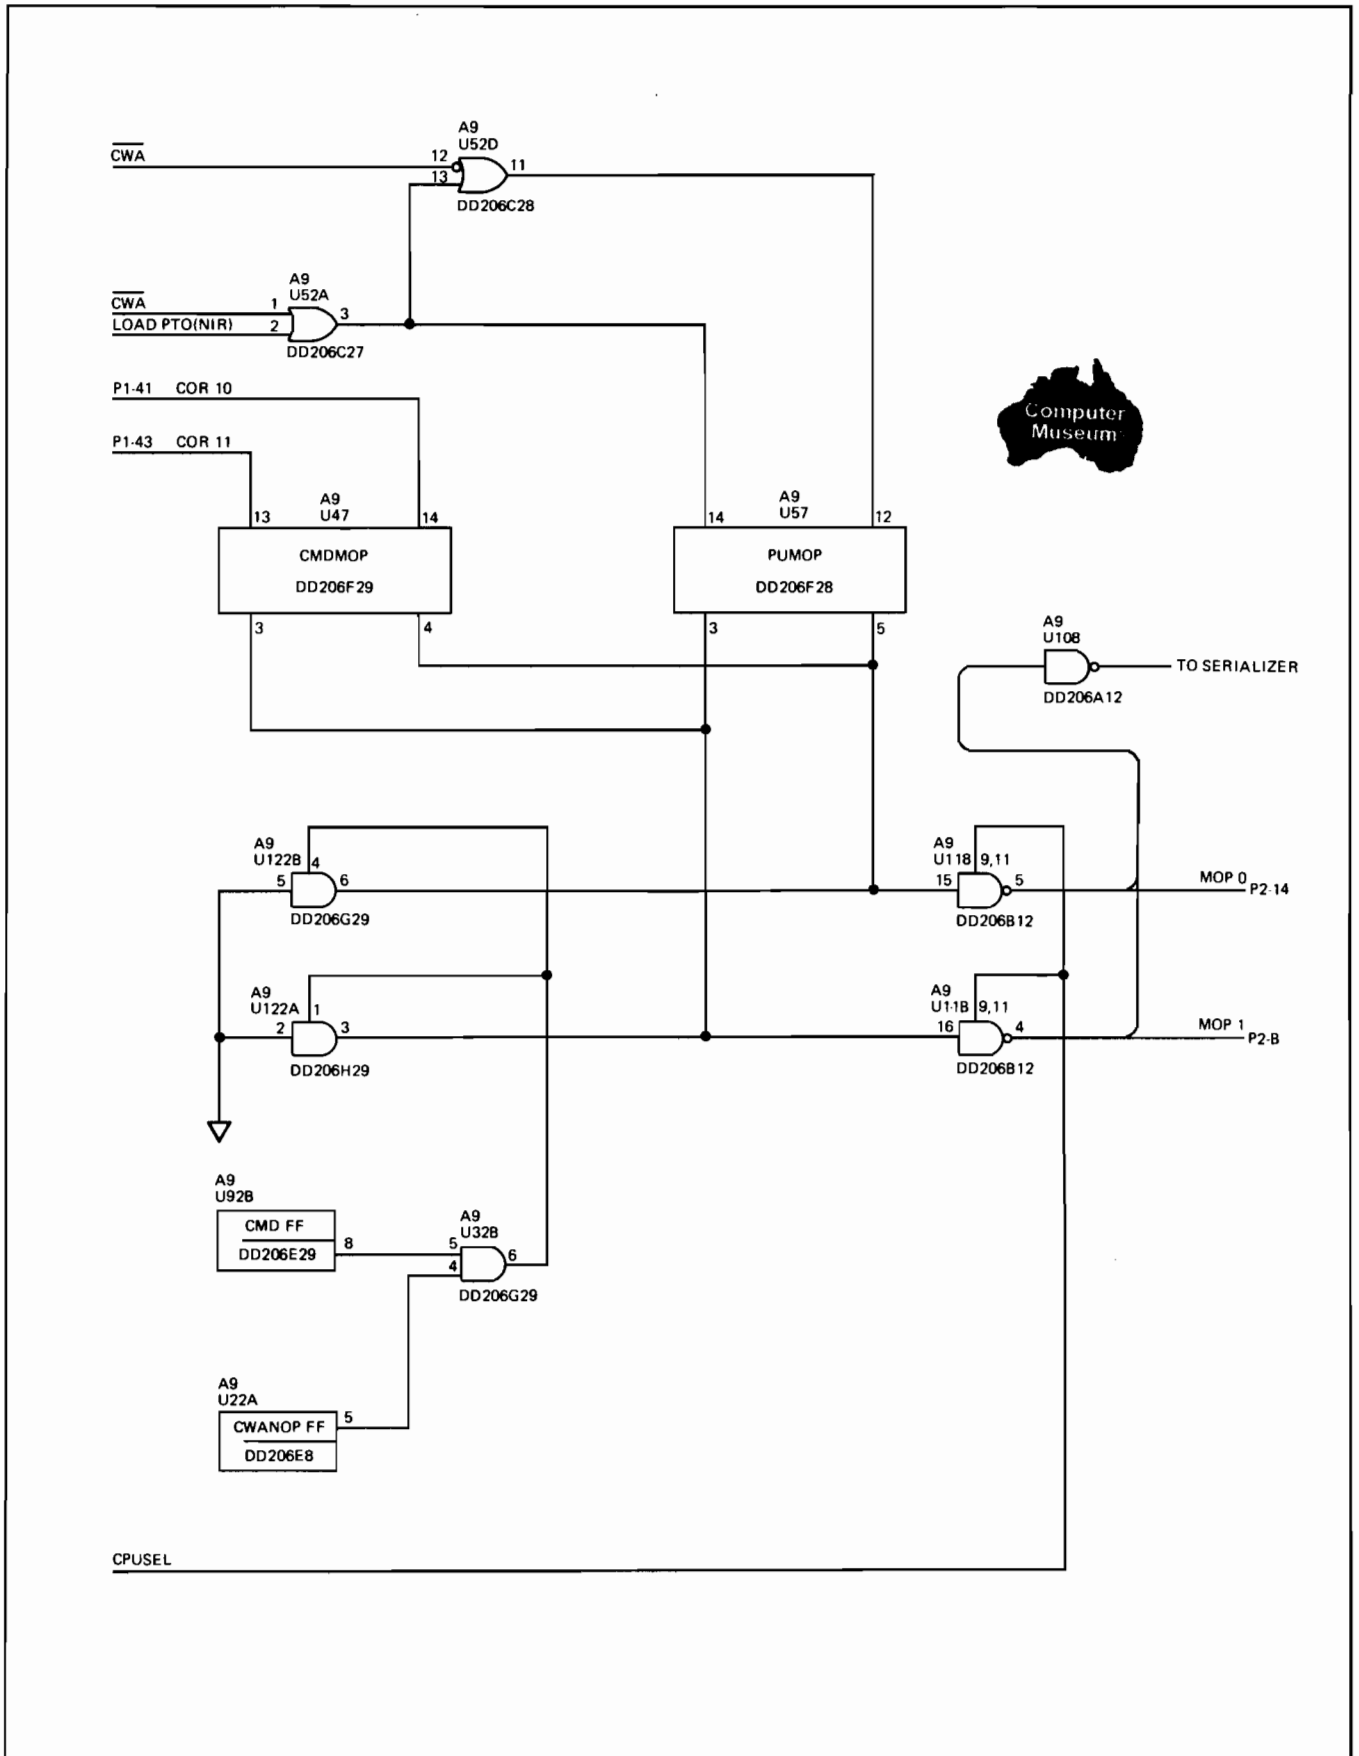 A9
U52D
CWA
12
11
13
DD206C28
A9
U52A
CWA
1
3
LOAD PTO(NIR)
2
DD206C27
P1-41 COR 10
P1-43 COR 11
Computer
Museum
A9
U47
13
14
CMDMOP
DD206F29
3
4
A9
U57
14
12
PUMOP
DD206F28
3
5
A9
U108
TO SERIALIZER
DD206A12
A9
U122B
4
5
6
DD206G29
A9
U118
9,11
15
5
DD206B12
MOP 0
P2-14
A9
U122A
1
2
3
DD206H29
A9
U11B
9,11
16
4
DD206B12
MOP 1
P2-B
A9
U92B
CMD FF
DD206E29
8
A9
U32B
5
4
6
DD206G29
A9
U22A
CWANOP FF
DD206E8
5
CPUSEL